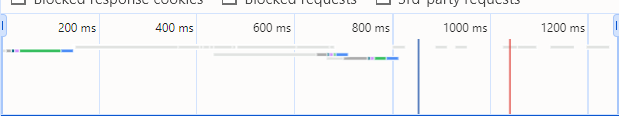 Blocked response cookies Blocked requests 3rd-party requests
200 ms 400 ms 600 ms 800 ms 1000 ms 1200 ms